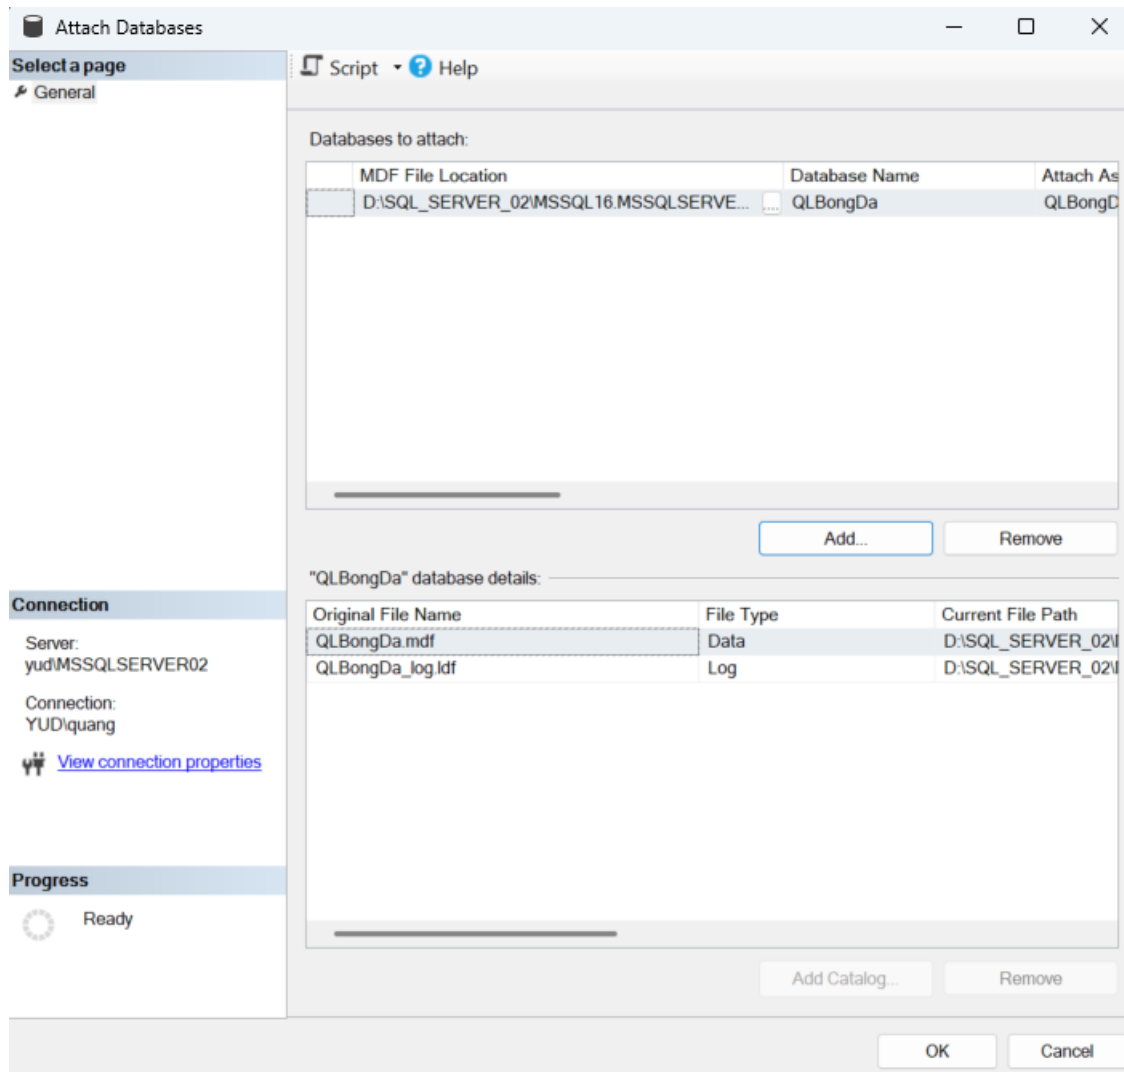 Attach Databases
Select a page
General
Script
Help
Databases to attach:
MDF File Location Database Name Attach As
D:\SQL_SERVER_02\MSSQL16.MSSQLSERVE... ... QLBongDa QLBongD
Add... Remove
"QLBongDa" database details:
Original File Name File Type Current File Path
QLBongDa.mdf Data D:\SQL_SERVER_02\
QLBongDa_log.ldf Log D:\SQL_SERVER_02\
Add Catalog... Remove
Connection
Server:
yud\MSSQLSERVER02
Connection:
YUD\quang
View connection properties
Progress
Ready
OK Cancel